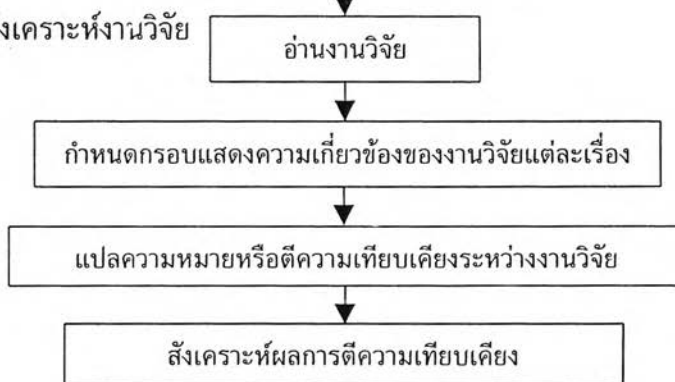 งเคราะห์งานวิจัย
อ่านงานวิจัย
กำหนดกรอบแสดงความเกี่ยวข้องของงานวิจัยแต่ละเรื่อง
แปลความหมายหรือตีความเทียบเคียงระหว่างงานวิจัย
สังเคราะห์ผลการตีความเทียบเคียง